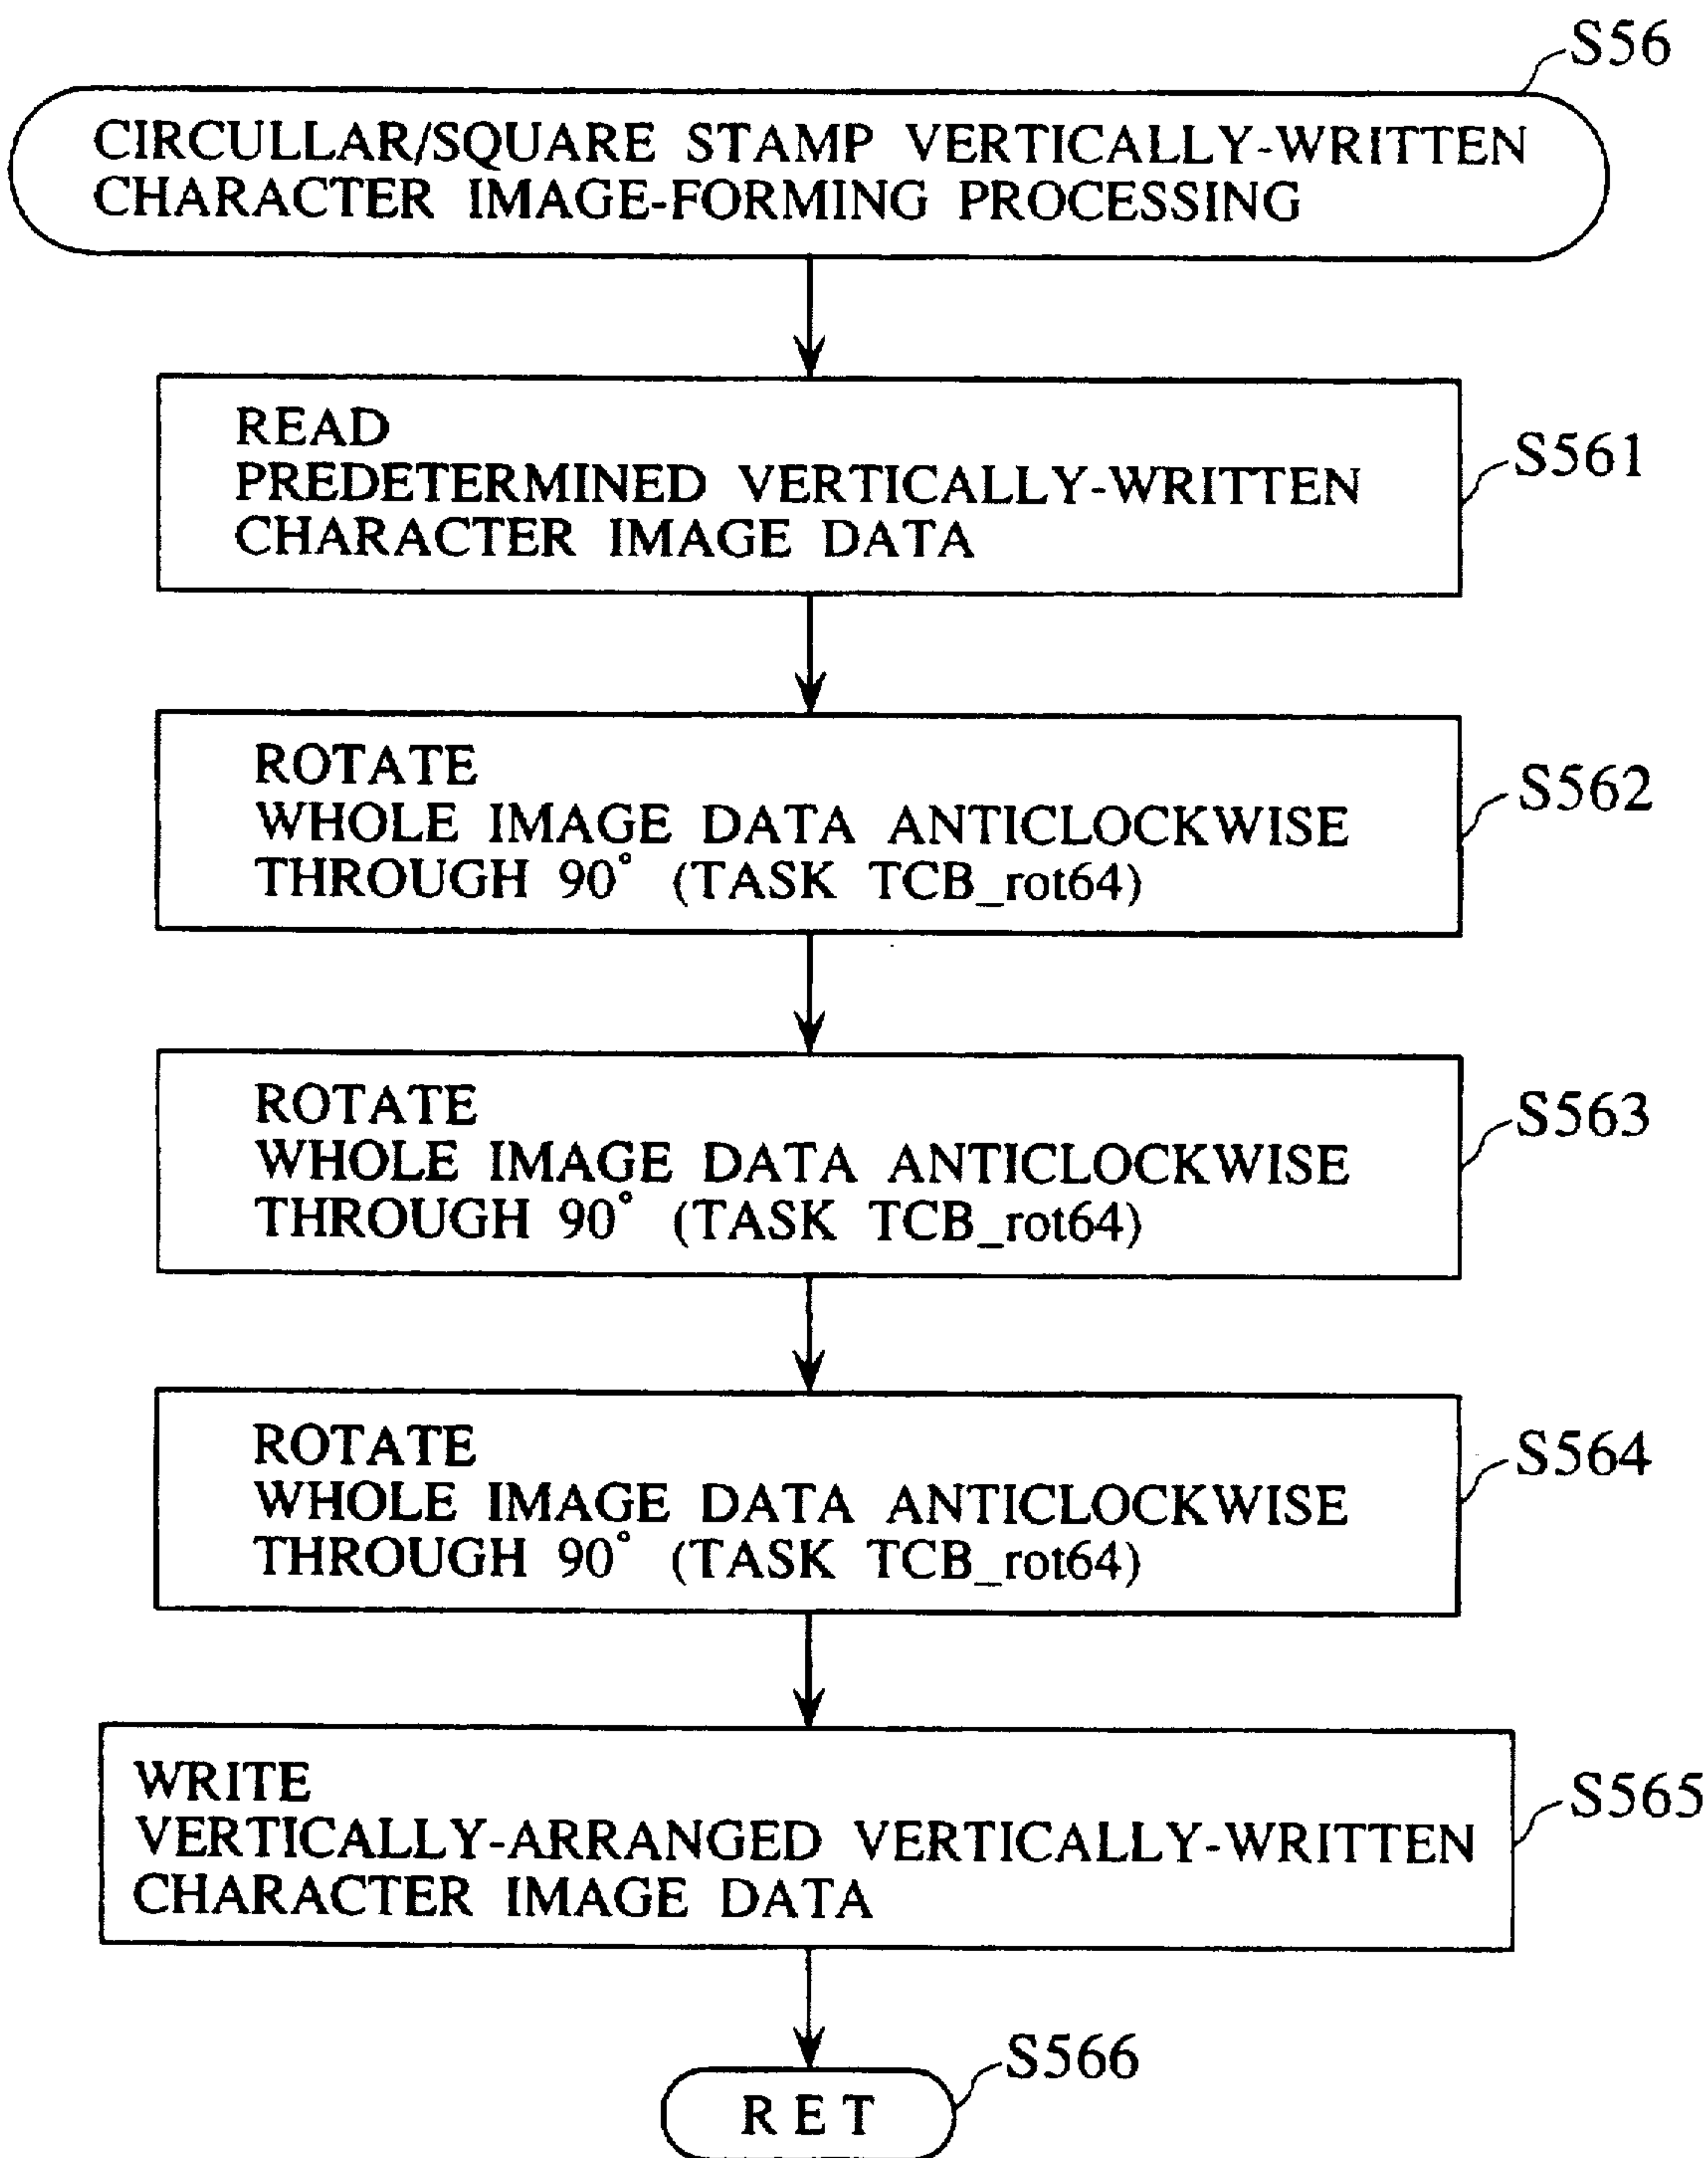 S56
CIRCULLAR/SQUARE STAMP VERTICALLY-WRITTEN
CHARACTER IMAGE-FORMING PROCESSING
READ
PREDETERMINED VERTICALLY-WRITTEN
CHARACTER IMAGE DATA
S561
ROTATE
WHOLE IMAGE DATA ANTICLOCKWISE
THROUGH 90° (TASK TCB_rot64)
S562
ROTATE
WHOLE IMAGE DATA ANTICLOCKWISE
THROUGH 90° (TASK TCB_rot64)
S563
ROTATE
WHOLE IMAGE DATA ANTICLOCKWISE
THROUGH 90° (TASK TCB_rot64)
S564
WRITE
VERTICALLY-ARRANGED VERTICALLY-WRITTEN
CHARACTER IMAGE DATA
S565
RET
S566